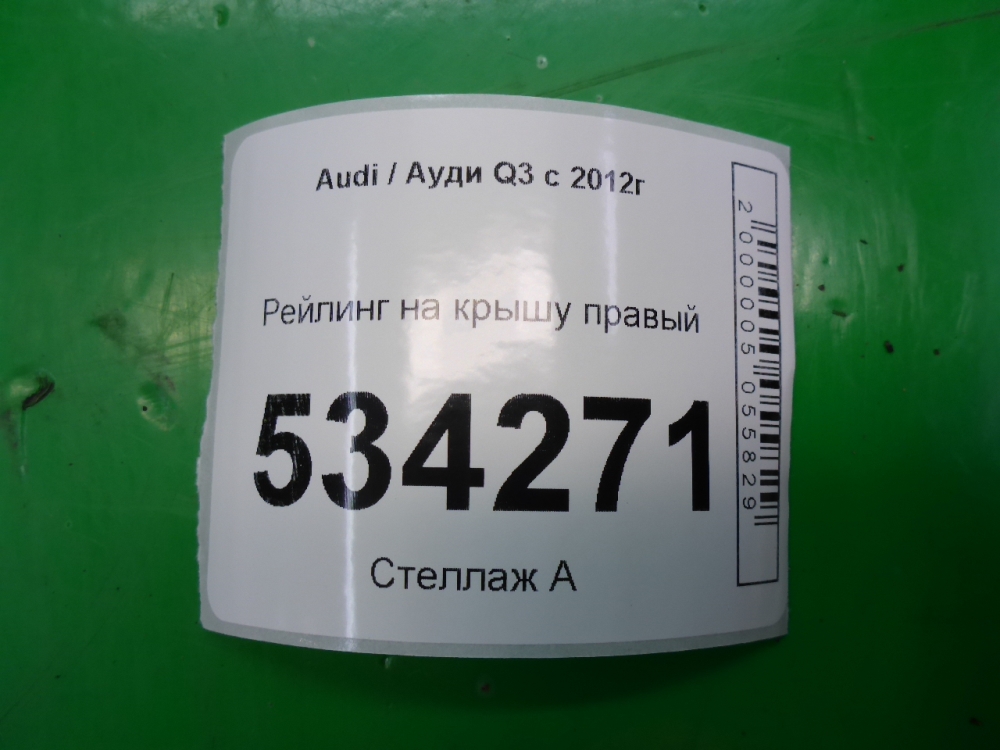 Audi / Ауди Q3 с 2012г
Рейлинг на крышу правый
534271
Стеллаж А
2000005055829